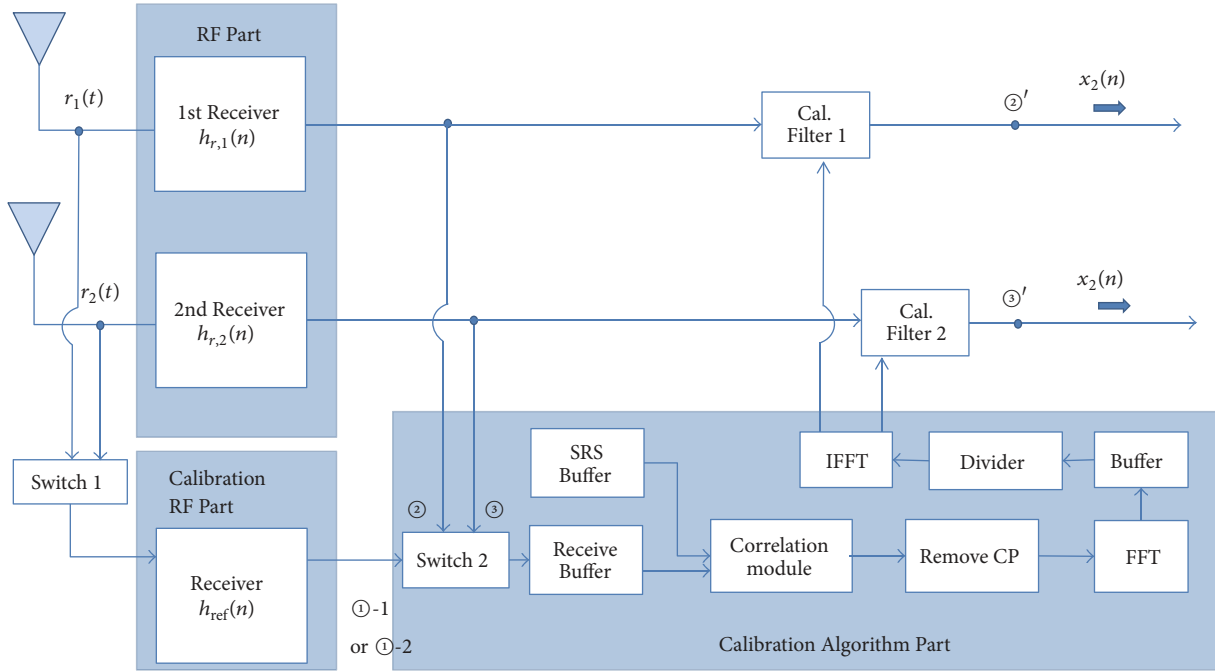 RF Part
r₁(t)
1st Receiver
h_{r,1}(n)
Cal.
Filter 1
②′
x₂(n)
r₂(t)
2nd Receiver
h_{r,2}(n)
Cal.
Filter 2
③′
x₂(n)
Switch 1
Calibration
RF Part
Receiver
h_{ref}(n)
①-1
or ①-2
②
③
Switch 2
SRS
Buffer
Receive
Buffer
Correlation
module
Remove CP
FFT
Buffer
Divider
IFFT
Calibration Algorithm Part